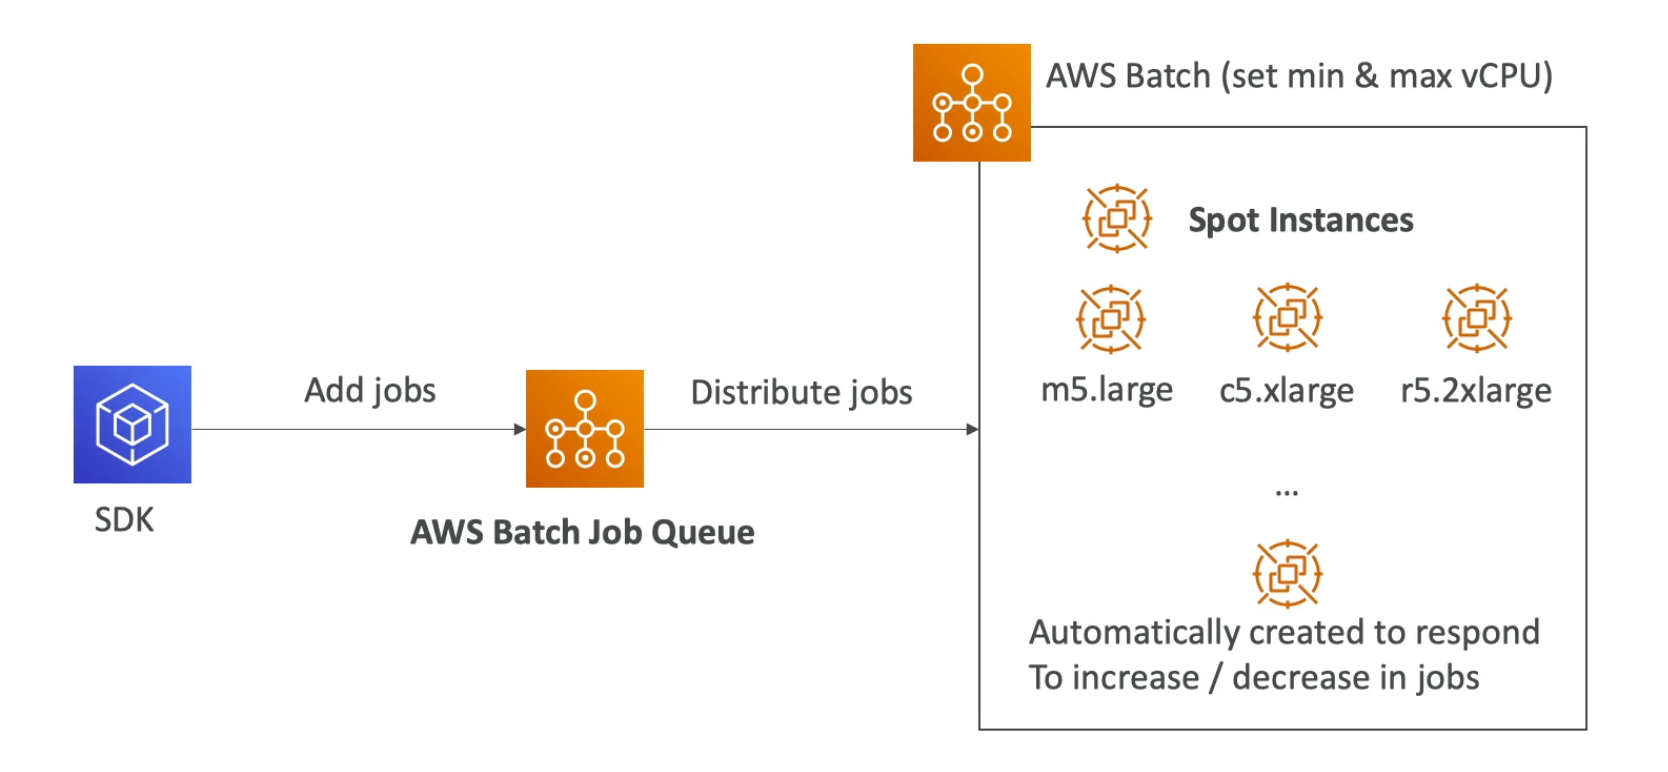 AWS Batch (set min & max vCPU)
Spot Instances
m5.large
c5.xlarge
r5.2xlarge
Add jobs
Distribute jobs
...
SDK
AWS Batch Job Queue
Automatically created to respond
To increase / decrease in jobs